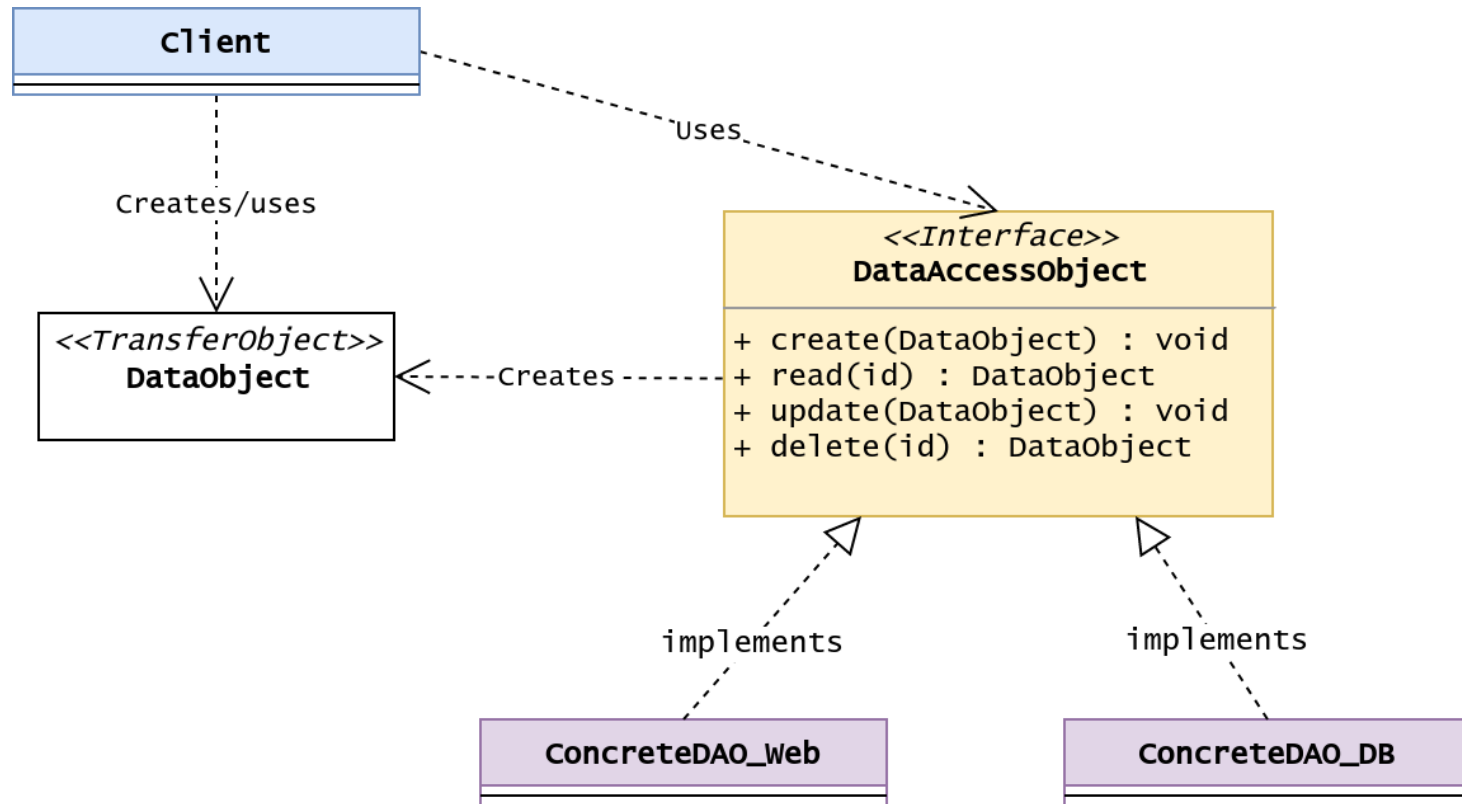 Client
Uses
Creates/uses
<<Interface>>
DataAccessObject
<<TransferObject>>
DataObject
Creates
+ create(DataObject) : void
+ read(id) : DataObject
+ update(DataObject) : void
+ delete(id) : DataObject
implements
implements
ConcreteDAO_Web
ConcreteDAO_DB